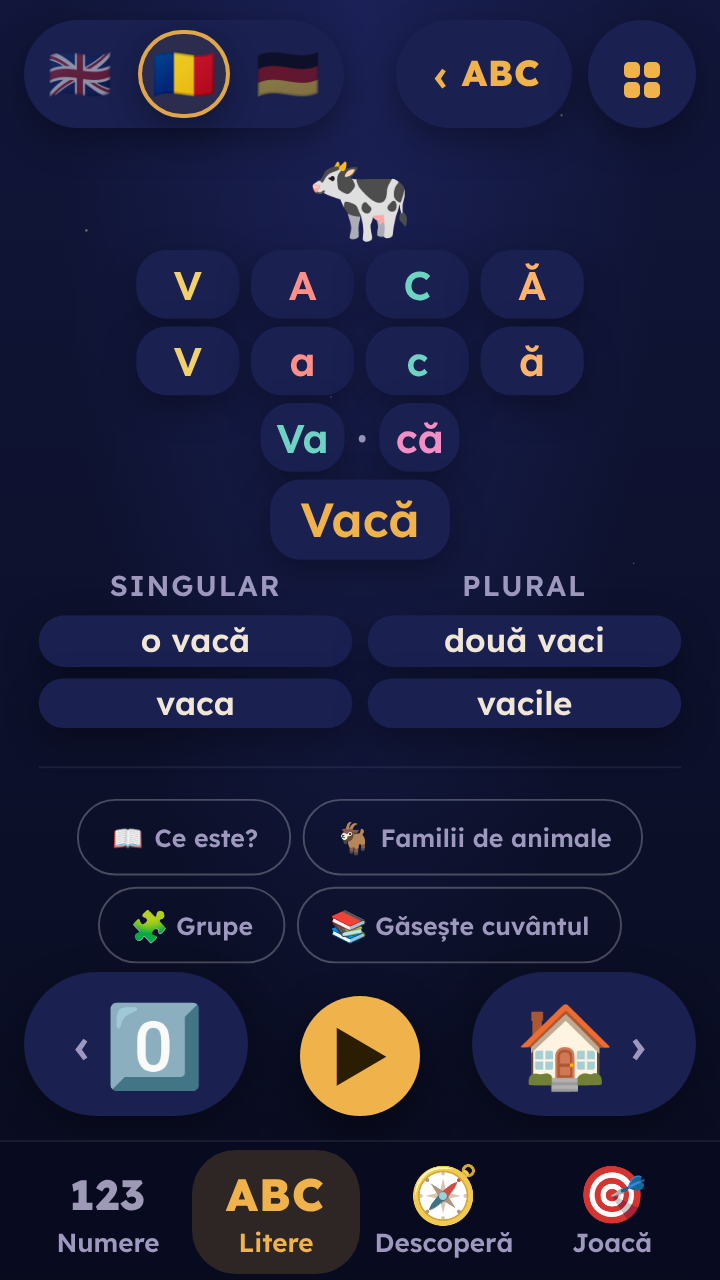 ‹ ABC
V A C Ă
V a c ă
Va · că
Vacă
SINGULAR PLURAL
o vacă două vaci
vaca vacile
Ce este? Familii de animale
Grupe Găsește cuvântul
‹ 0 ›
123 ABC
Numere Litere Descoperă Joacă